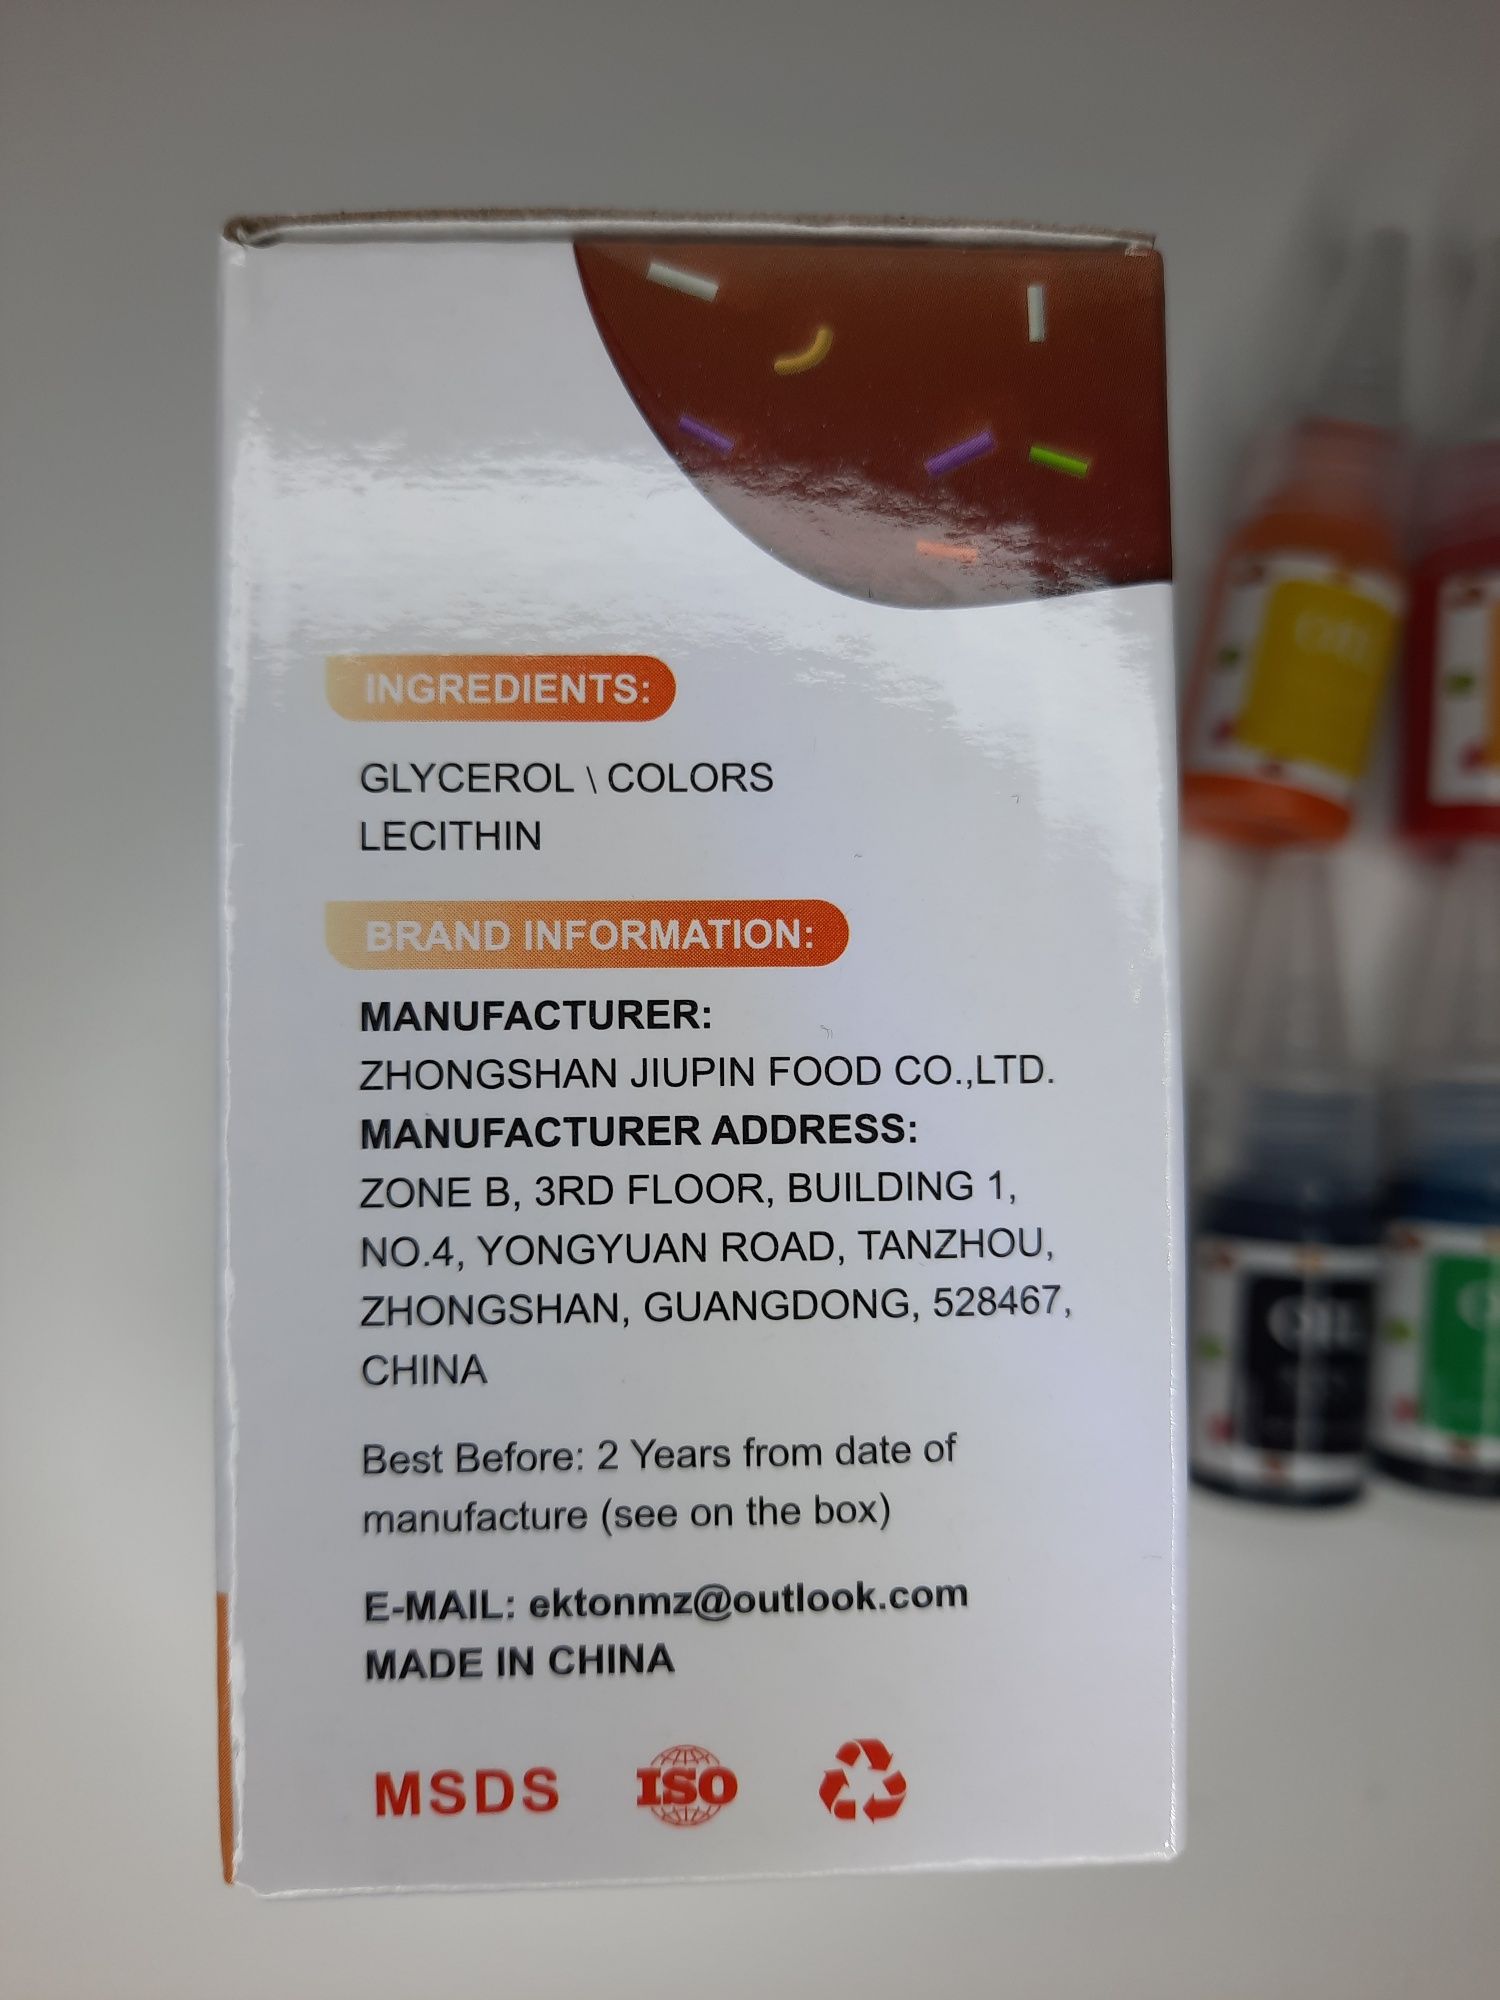 INGREDIENTS:
GLYCEROL \ COLORS
LECITHIN
BRAND INFORMATION:
MANUFACTURER:
ZHONGSHAN JIUPIN FOOD CO.,LTD.
MANUFACTURER ADDRESS:
ZONE B, 3RD FLOOR, BUILDING 1,
NO.4, YONGYUAN ROAD, TANZHOU,
ZHONGSHAN, GUANGDONG, 528467,
CHINA
Best Before: 2 Years from date of
manufacture (see on the box)
E-MAIL: ektonmz@outlook.com
MADE IN CHINA
MSDS
ISO
OIL
OIL